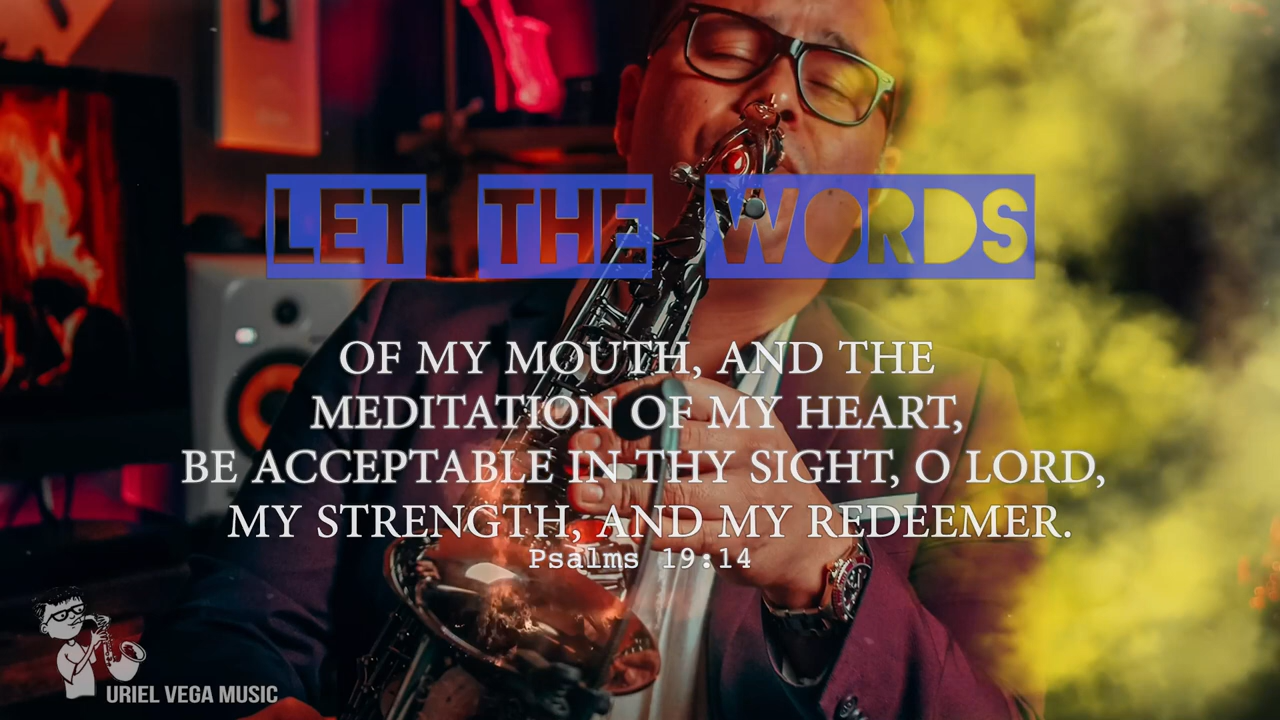 LET THE WORDS
OF MY MOUTH, AND THE
MEDITATION OF MY HEART,
BE ACCEPTABLE IN THY SIGHT, O LORD,
MY STRENGTH, AND MY REDEEMER.
Psalms 19:14
URIEL VEGA MUSIC